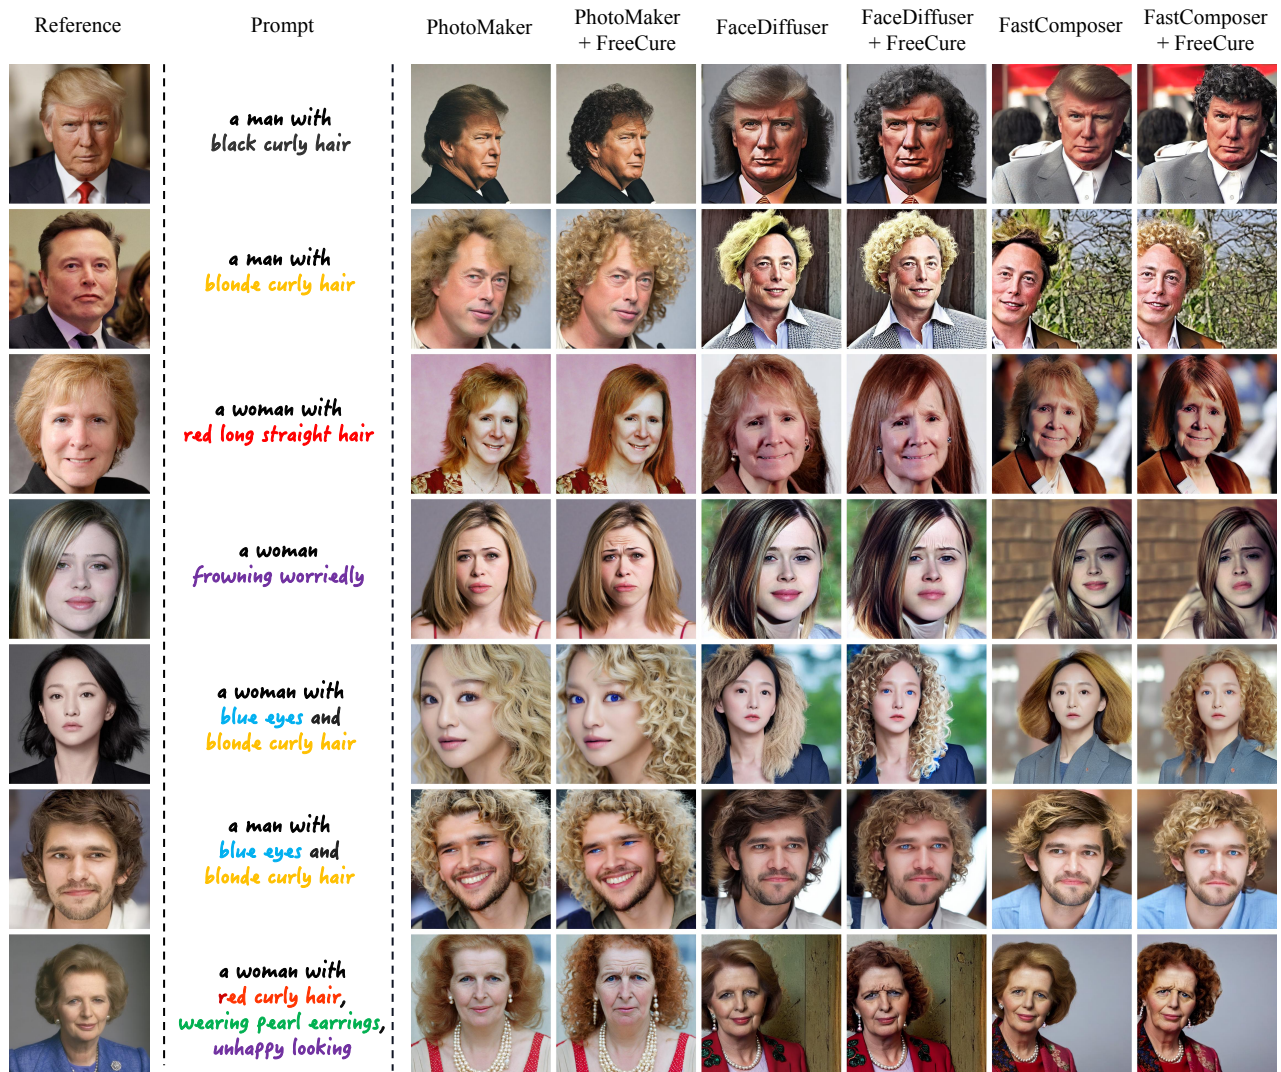 Reference
Prompt
PhotoMaker
PhotoMaker
+ FreeCure
FaceDiffuser
FaceDiffuser
+ FreeCure
FastComposer
FastComposer
+ FreeCure
a man with
black curly hair
a man with
blonde curly hair
a woman with
red long straight hair
a woman
frowning worriedly
a woman with
blue eyes and
blonde curly hair
a man with
blue eyes and
blonde curly hair
a woman with
red curly hair,
wearing pearl earrings,
unhappy looking